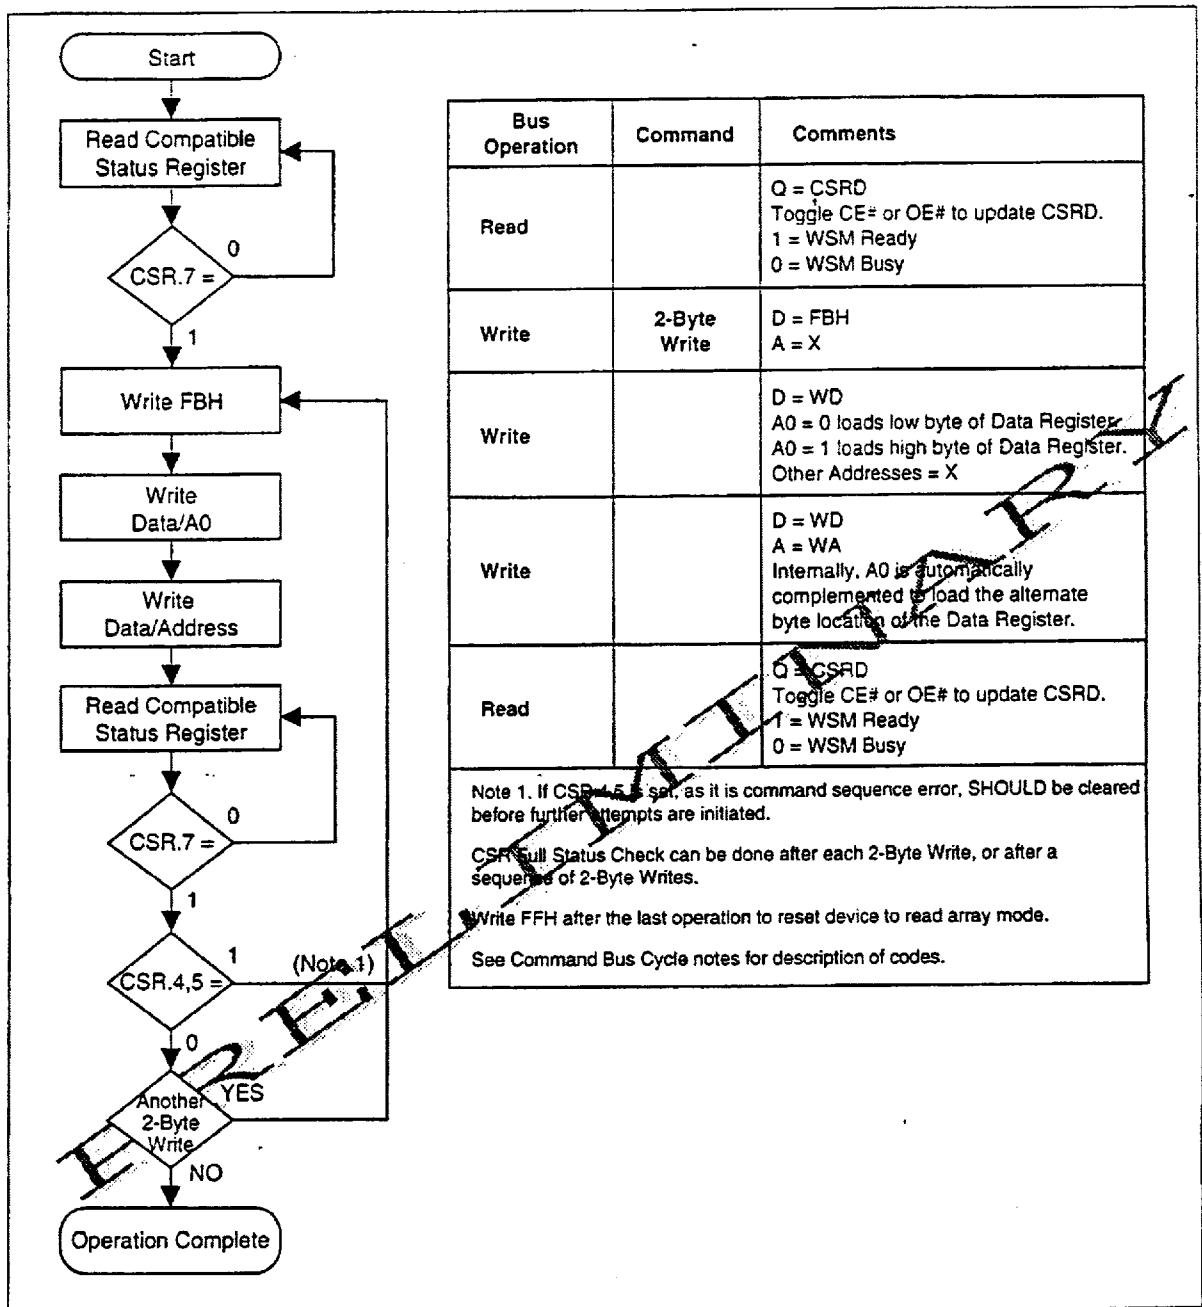 Start
Read Compatible
Status Register
0
CSR.7 =
1
Write FBH
Write
Data/A0
Write
Data/Address
Read Compatible
Status Register
0
CSR.7 =
1
1
(Note 1)
CSR.4,5 =
0
YES
Another
2-Byte
Write
NO
Operation Complete
Bus
Operation
Command
Comments
Read
Q = CSRD
Toggle CE# or OE# to update CSRD.
1 = WSM Ready
0 = WSM Busy
Write
2-Byte
Write
D = FBH
A = X
Write
D = WD
A0 = 0 loads low byte of Data Register.
A0 = 1 loads high byte of Data Register.
Other Addresses = X
Write
D = WD
A = WA
Internally, A0 is automatically
complemented to load the alternate
byte location of the Data Register.
Read
Q = CSRD
Toggle CE# or OE# to update CSRD.
1 = WSM Ready
0 = WSM Busy
Note 1. If CSR.4,5 is set, as it is command sequence error, SHOULD be cleared
before further attempts are initiated.
CSR Full Status Check can be done after each 2-Byte Write, or after a
sequence of 2-Byte Writes.
Write FFH after the last operation to reset device to read array mode.
See Command Bus Cycle notes for description of codes.
PRELIMINARY